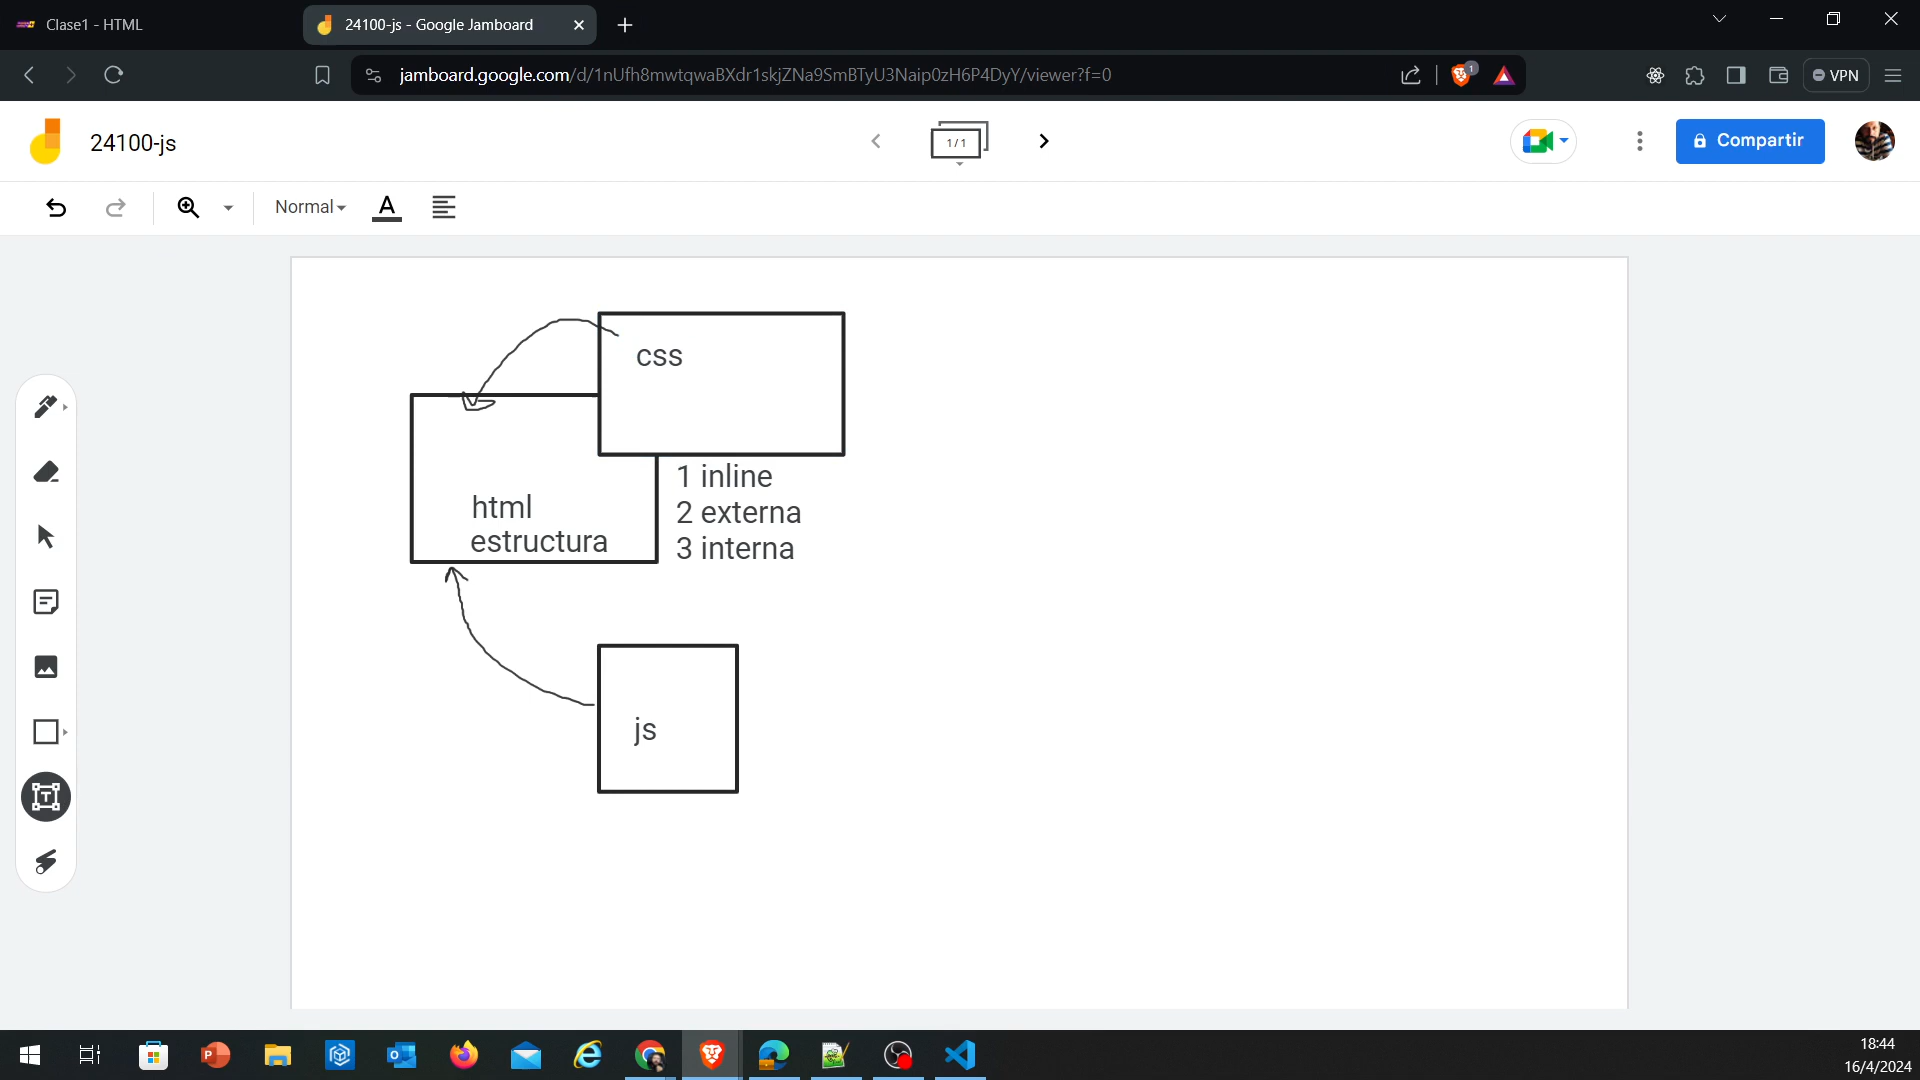 Clase1 - HTML
24100-js - Google Jamboard
jamboard.google.com/d/1nUfh8mwtqwaBXdr1skjZNa9SmBTyU3Naip0zH6P4DyY/viewer?f=0
1
VPN
24100-js
1/1
Compartir
Normal
A
css
1 inline
2 externa
3 interna
html
estructura
js
18:44
16/4/2024